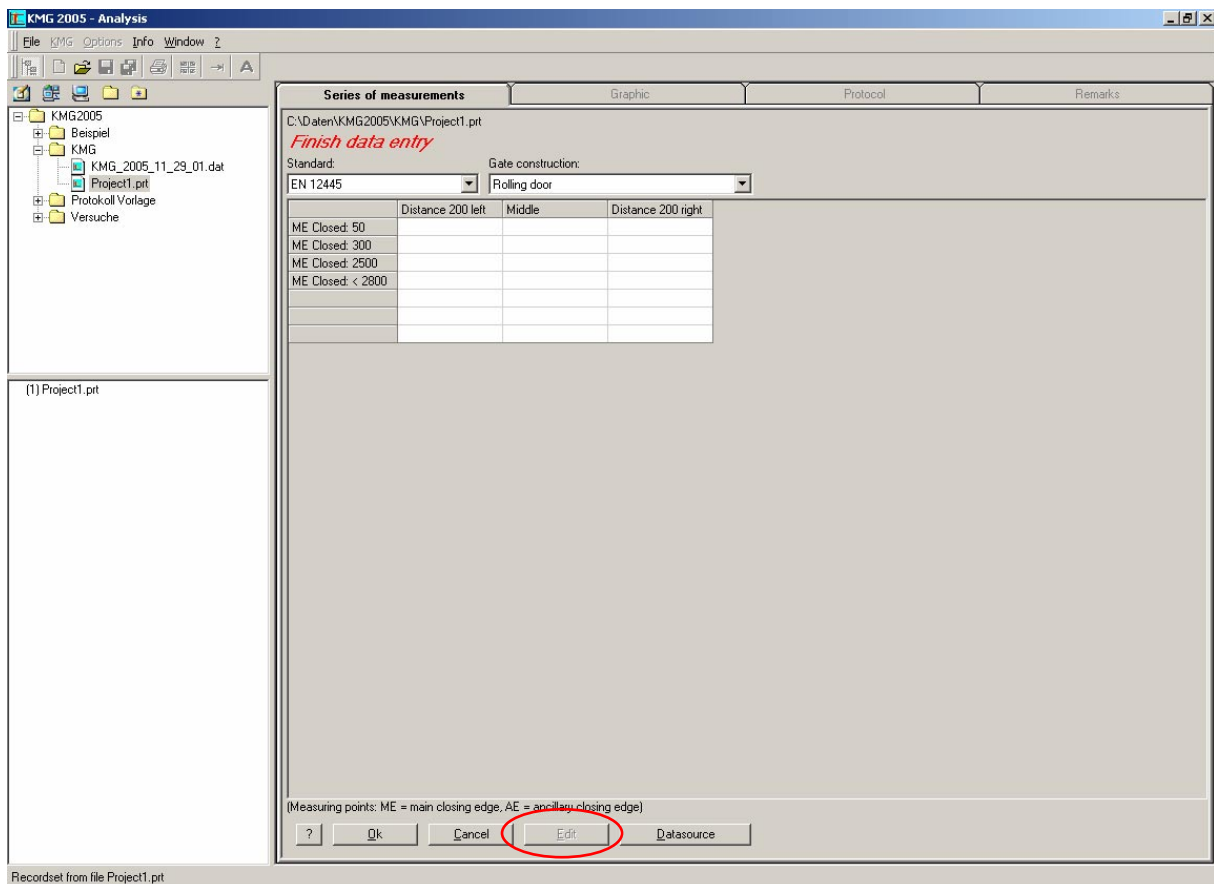 KMG 2005 - Analysis
File KMG Options Info Window ?
A
KMG2005
Beispiel
KMG
KMG_2005_11_29_01.dat
Project1.prt
Protokoll Vorlage
Versuche
(1) Project1.prt
Series of measurements Graphic Protocol Remarks
C:\Daten\KMG2005\KMG\Project1.prt
Finish data entry
Standard: Gate construction:
EN 12445 Rolling door
Distance 200 left Middle Distance 200 right
ME Closed: 50
ME Closed: 300
ME Closed: 2500
ME Closed: < 2800
(Measuring points: ME = main closing edge, AE = ancillary closing edge)
? Ok Cancel Edit Datasource
Recordset from file Project1.prt